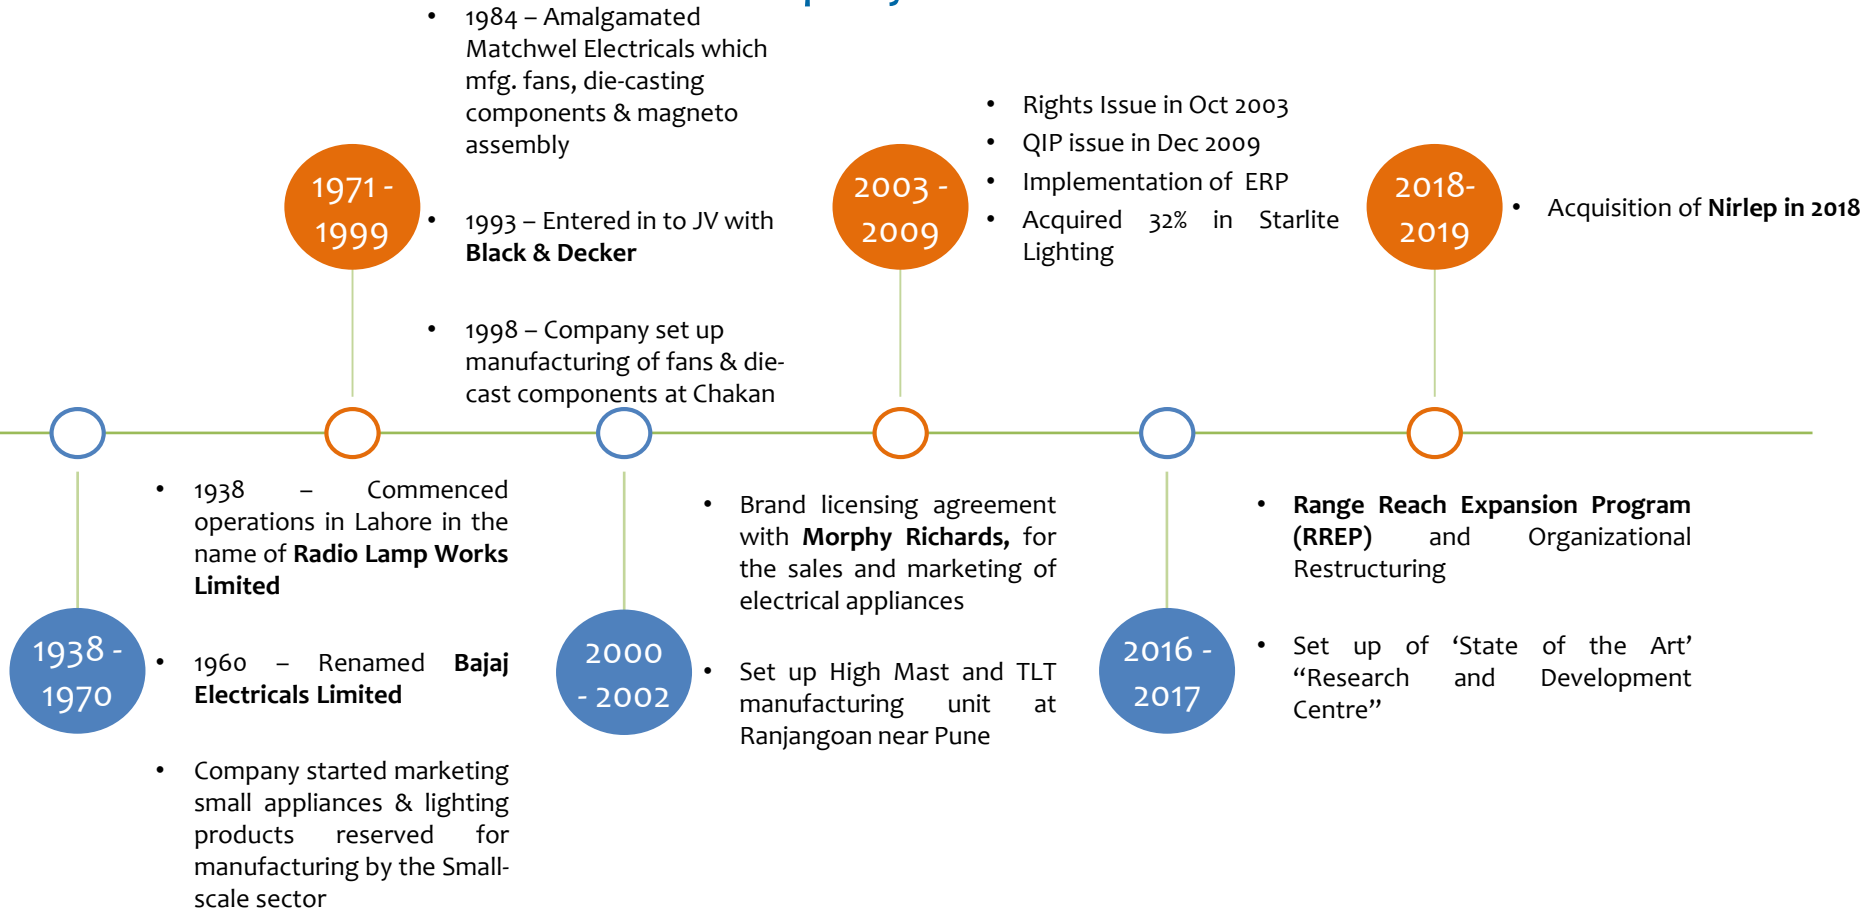 • 1984 – Amalgamated
Matchwel Electricals which
mfg. fans, die-casting
components & magneto
assembly
1971 -
1999
• 1993 – Entered in to JV with
Black & Decker
• 1998 – Company set up
manufacturing of fans & die-
cast components at Chakan
2003 -
2009
• Rights Issue in Oct 2003
• QIP issue in Dec 2009
• Implementation of ERP
• Acquired 32% in Starlite
Lighting
2018-
2019
• Acquisition of Nirlep in 2018
1938 -
1970
• 1938 – Commenced
operations in Lahore in the
name of Radio Lamp Works
Limited
• 1960 – Renamed Bajaj
Electricals Limited
• Company started marketing
small appliances & lighting
products reserved for
manufacturing by the Small-
scale sector
2000
- 2002
• Brand licensing agreement
with Morphy Richards, for
the sales and marketing of
electrical appliances
• Set up High Mast and TLT
manufacturing unit at
Ranjangoan near Pune
2016 -
2017
• Range Reach Expansion Program
(RREP) and Organizational
Restructuring
• Set up of ‘State of the Art’
“Research and Development
Centre”